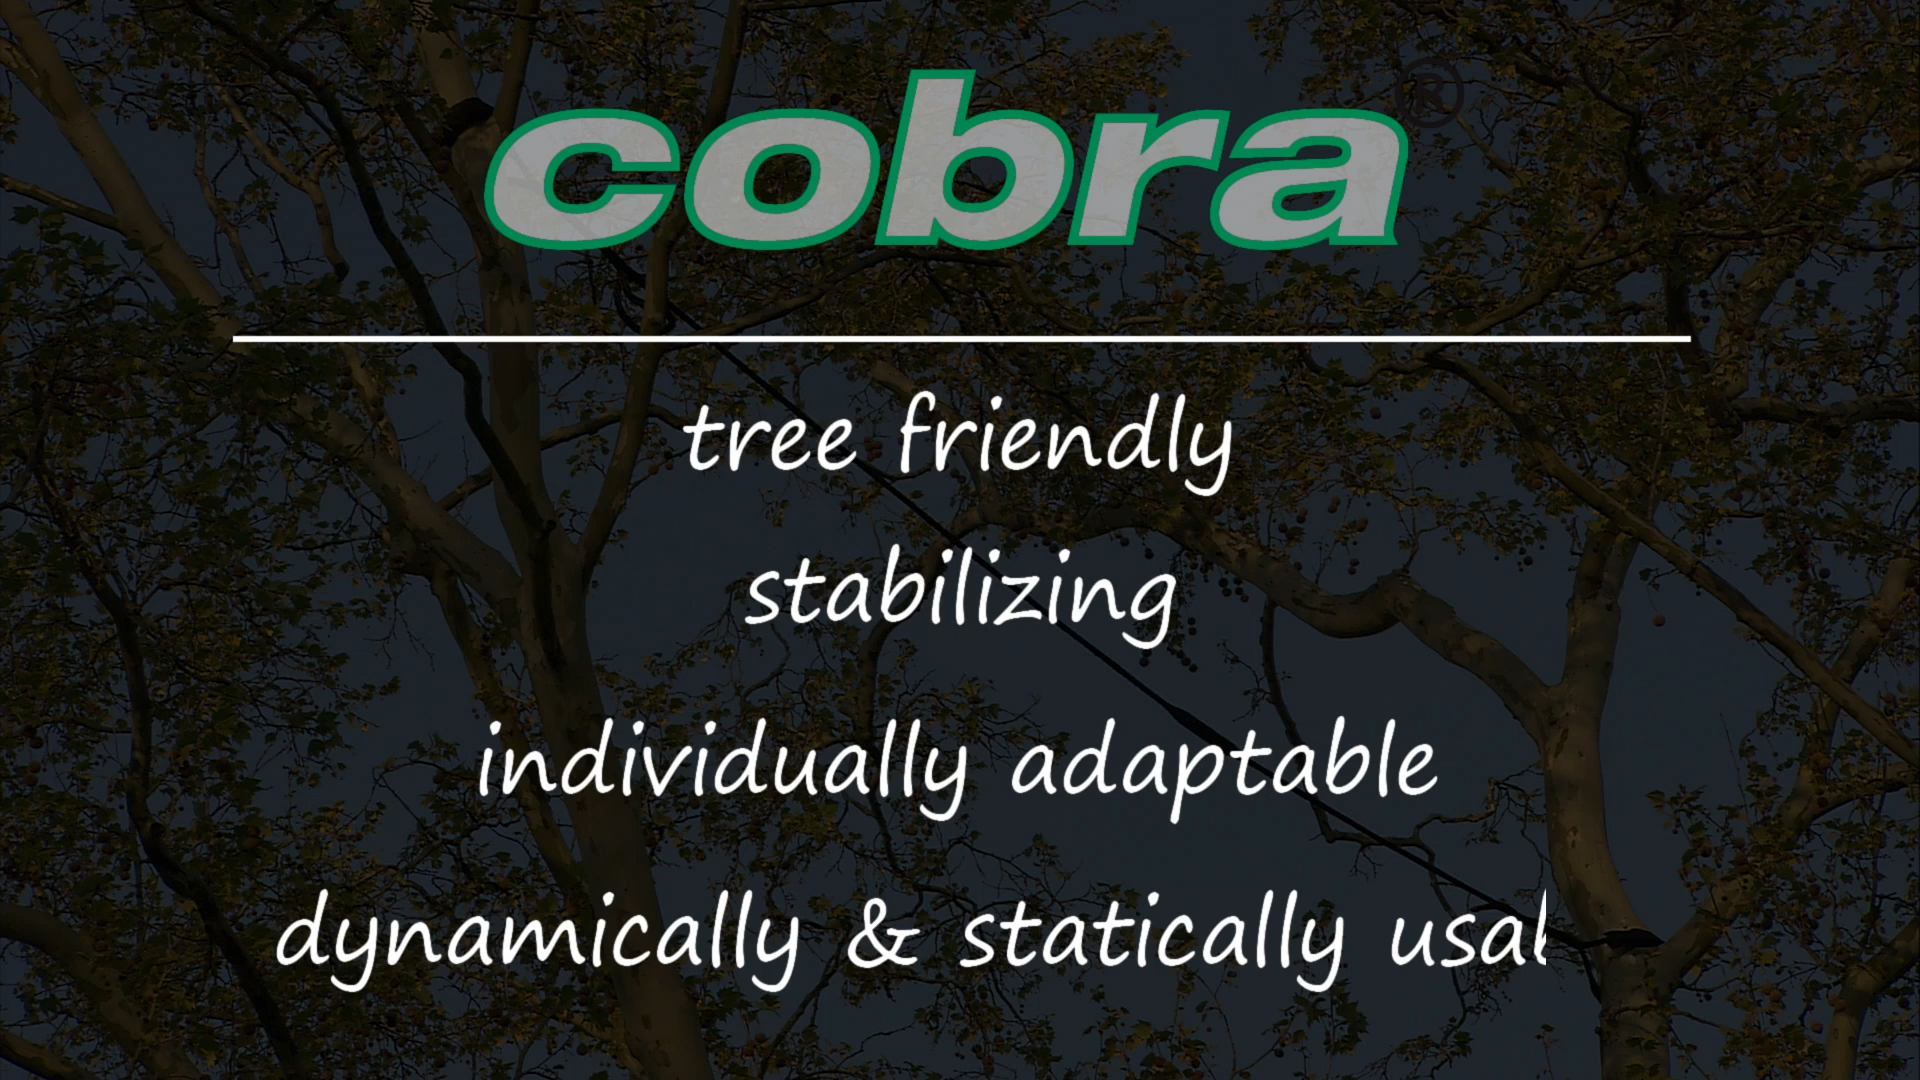 cobra®
tree friendly
stabilizing
individually adaptable
dynamically & statically